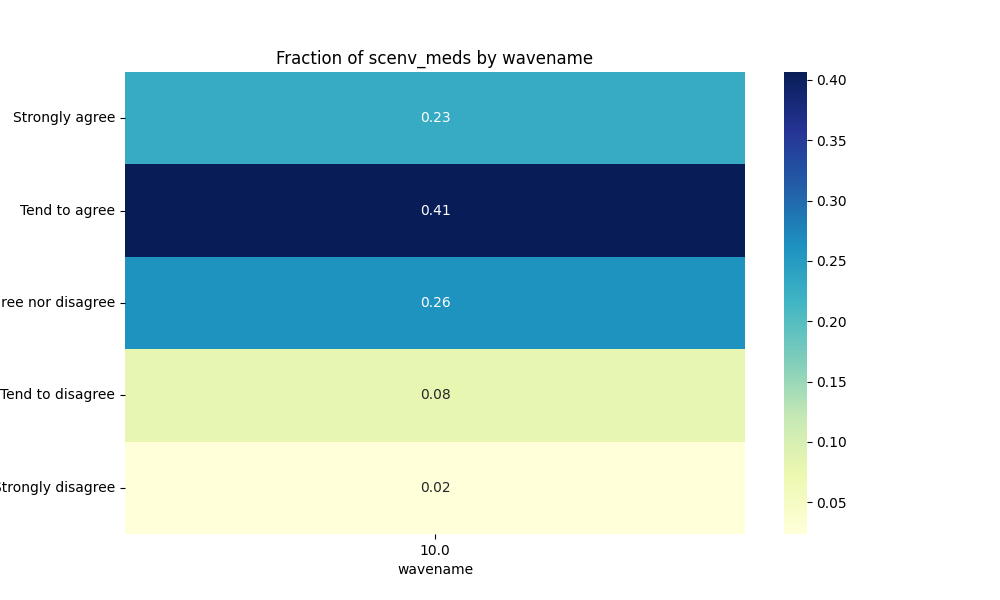 Fraction of scenv_meds by wavename
Strongly agree
0.23
Tend to agree
0.41
ree nor disagree
0.26
Tend to disagree
0.08
Strongly disagree
0.02
10.0
wavename
0.40
0.35
0.30
0.25
0.20
0.15
0.10
0.05